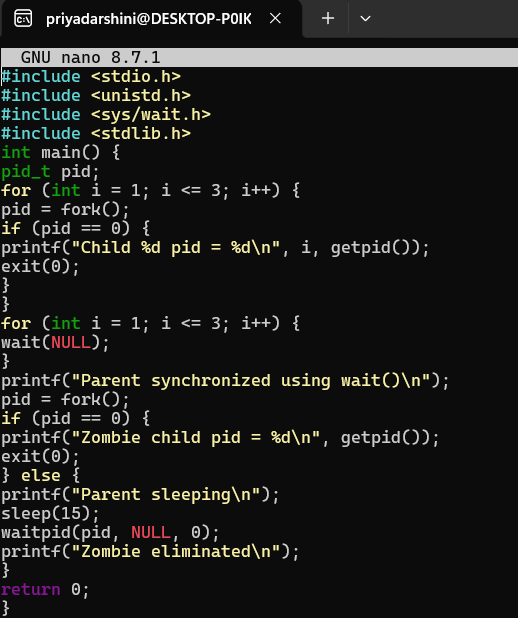 priyadarshini@DESKTOP-P0IK
GNU nano 8.7.1
#include <stdio.h>
#include <unistd.h>
#include <sys/wait.h>
#include <stdlib.h>
int main() {
pid_t pid;
for (int i = 1; i <= 3; i++) {
pid = fork();
if (pid == 0) {
printf("Child %d pid = %d\n", i, getpid());
exit(0);
}
}
for (int i = 1; i <= 3; i++) {
wait(NULL);
}
printf("Parent synchronized using wait()\n");
pid = fork();
if (pid == 0) {
printf("Zombie child pid = %d\n", getpid());
exit(0);
} else {
printf("Parent sleeping\n");
sleep(15);
waitpid(pid, NULL, 0);
printf("Zombie eliminated\n");
}
return 0;
}